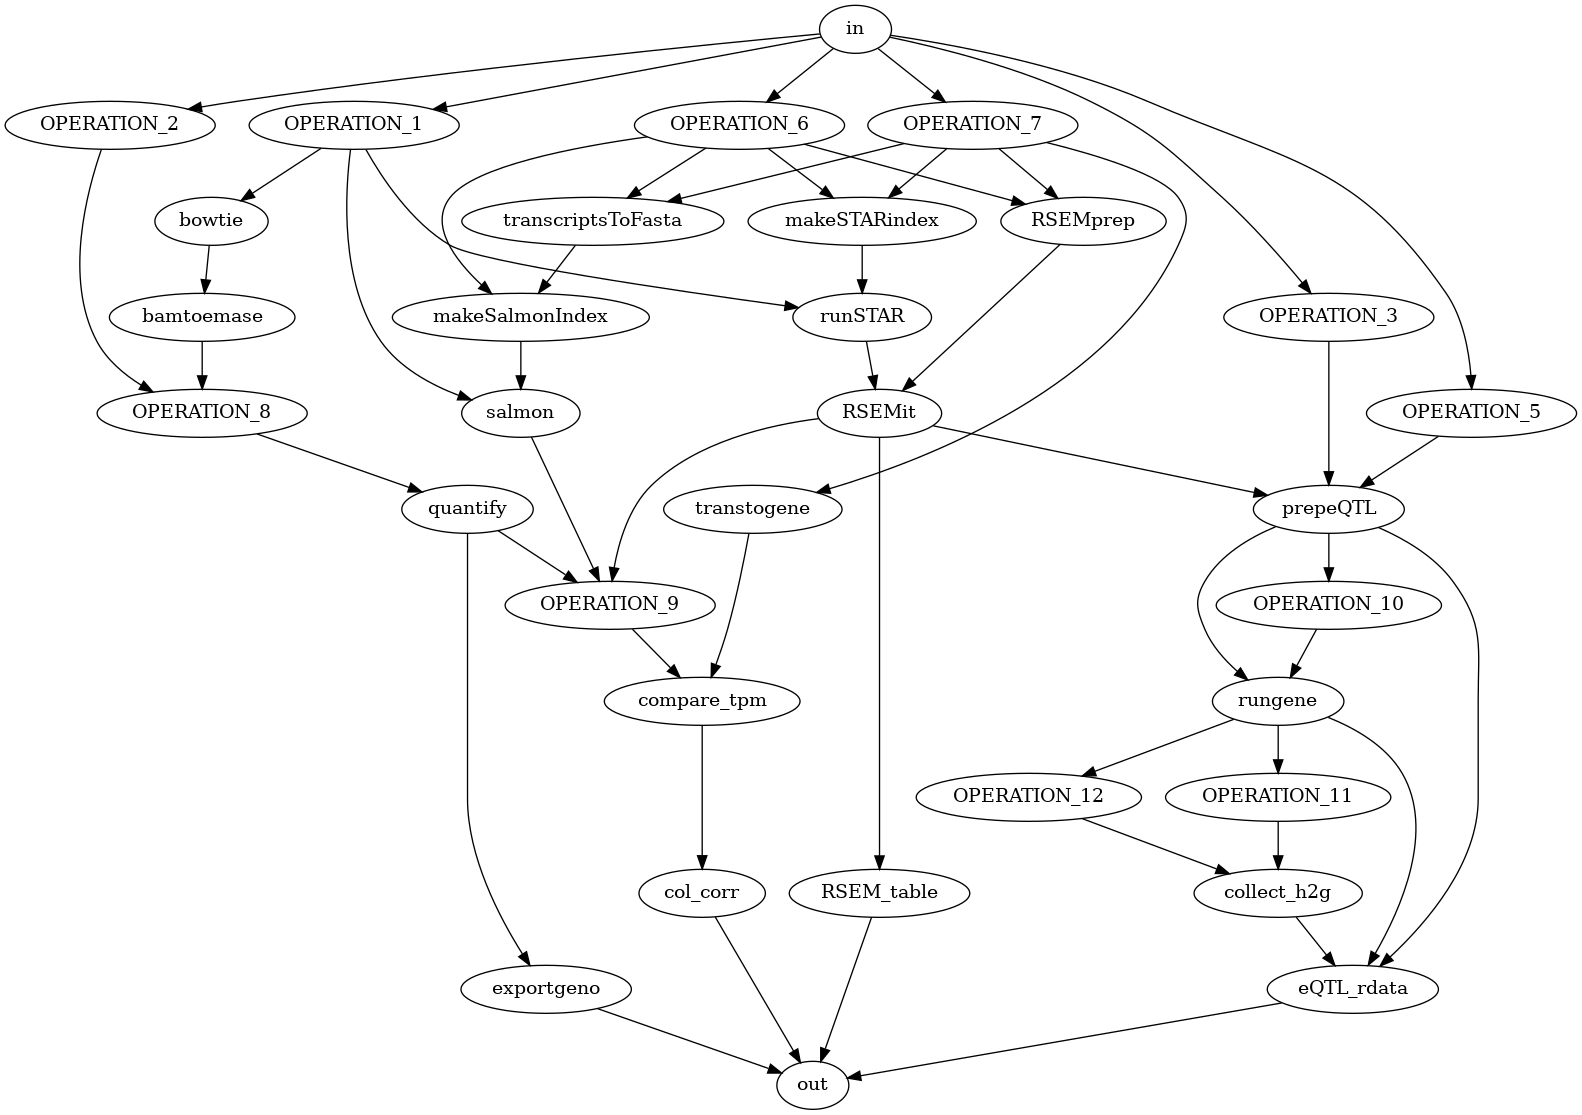 in
OPERATION_2
OPERATION_1
OPERATION_6
OPERATION_7
bowtie
transcriptsToFasta
makeSTARindex
RSEMprep
bamtoemase
makeSalmonIndex
runSTAR
OPERATION_3
OPERATION_8
salmon
RSEMit
OPERATION_5
quantify
transtogene
prepeQTL
OPERATION_9
OPERATION_10
compare_tpm
rungene
OPERATION_12
OPERATION_11
col_corr
RSEM_table
collect_h2g
exportgeno
eQTL_rdata
out